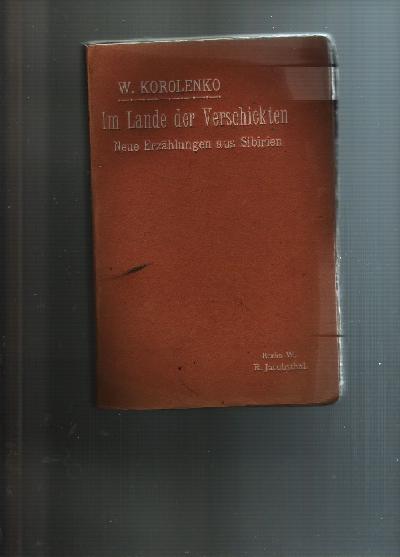 W. KOROLENKO
Im Lande der Verschickten
Neue Erzählungen aus Sibirien
Berlin W.
R. Jacobsthal.